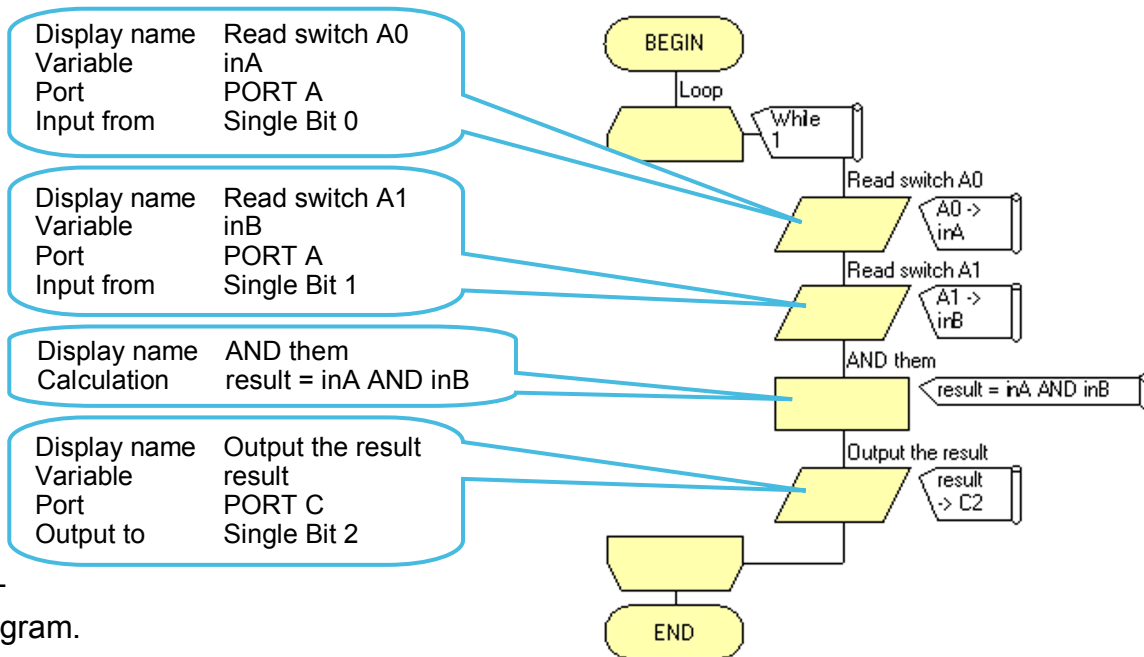 Display name Read switch A0
Variable inA
Port PORT A
Input from Single Bit 0
Display name Read switch A1
Variable inB
Port PORT A
Input from Single Bit 1
Display name AND them
Calculation result = inA AND inB
Display name Output the result
Variable result
Port PORT C
Output to Single Bit 2
gram.
BEGIN
Loop
While
1
Read switch A0
A0 ->
inA
Read switch A1
A1 ->
inB
AND them
result = inA AND inB
Output the result
result
-> C2
END